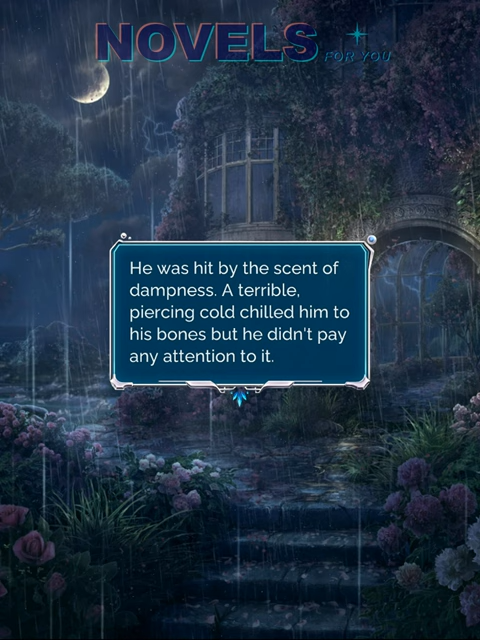 NOVELS
FOR YOU
He was hit by the scent of
dampness. A terrible,
piercing cold chilled him to
his bones but he didn't pay
any attention to it.